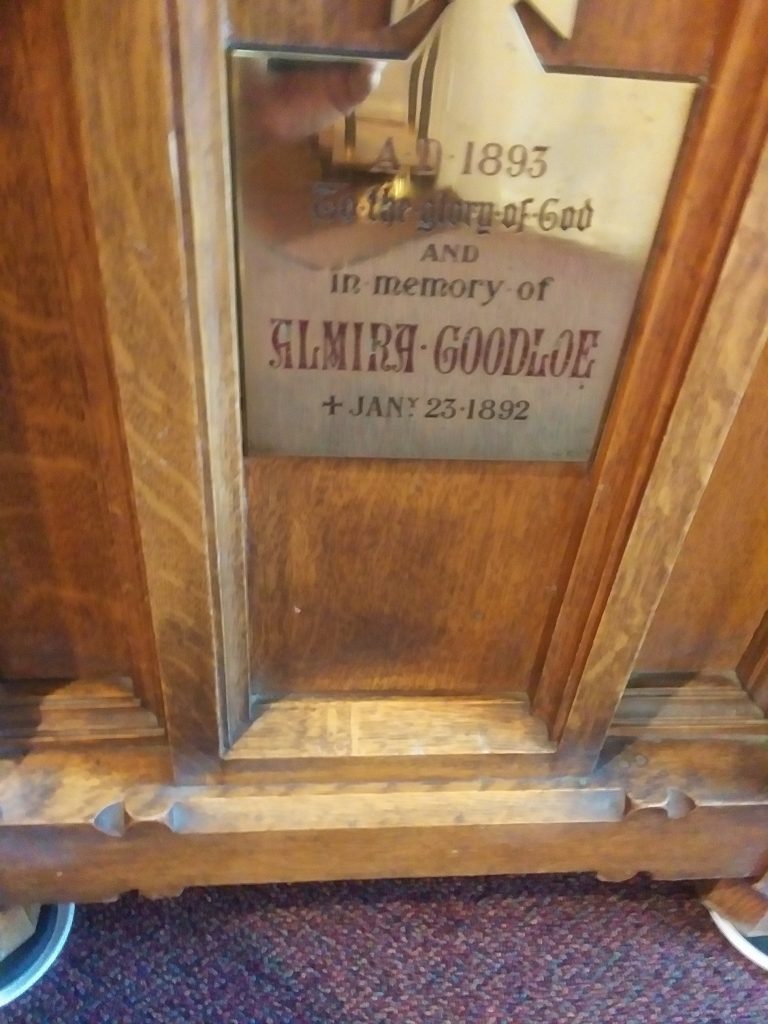 A·D·1893
To·the·glory·of·God
AND
in·memory·of
ALMIRA·GOODLOE
+JANY 23·1892